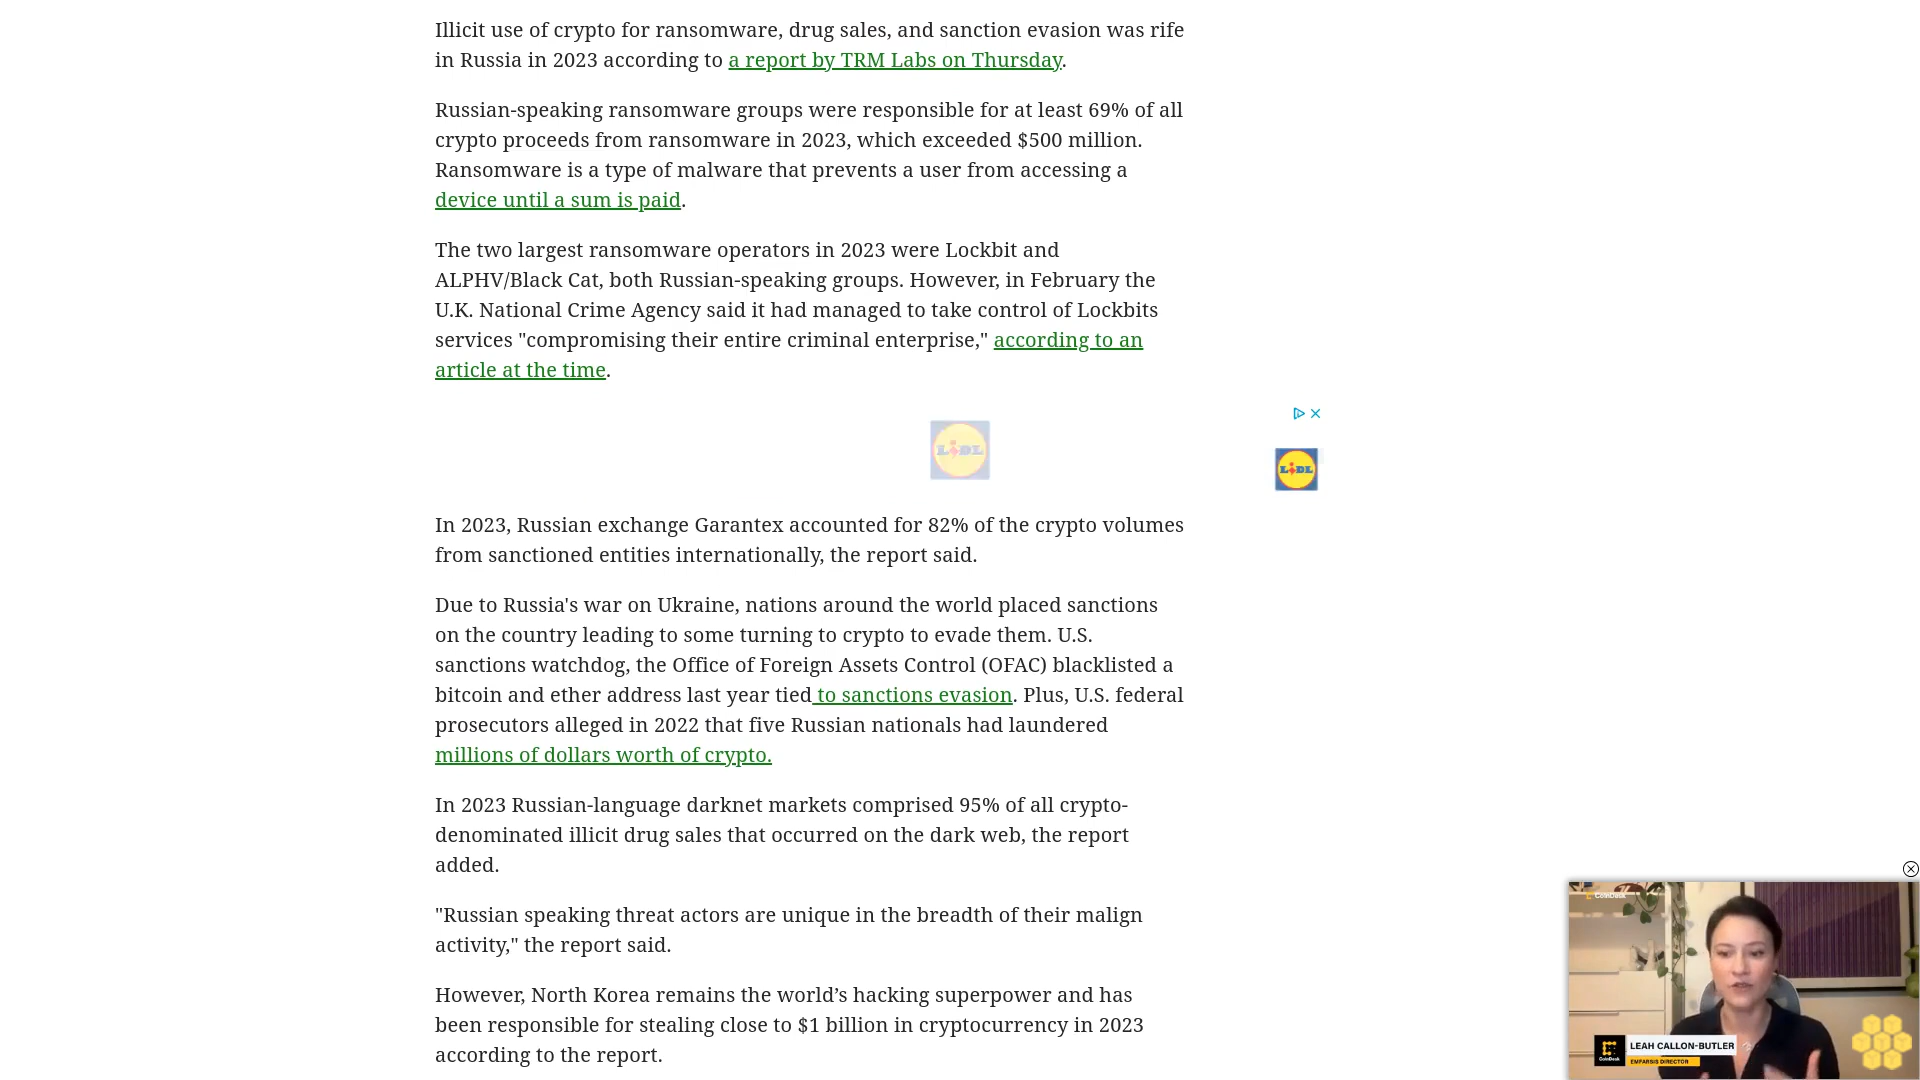 Illicit use of crypto for ransomware, drug sales, and sanction evasion was rife
in Russia in 2023 according to a report by TRM Labs on Thursday.
Russian-speaking ransomware groups were responsible for at least 69% of all
crypto proceeds from ransomware in 2023, which exceeded $500 million.
Ransomware is a type of malware that prevents a user from accessing a
device until a sum is paid.
The two largest ransomware operators in 2023 were Lockbit and
ALPHV/Black Cat, both Russian-speaking groups. However, in February the
U.K. National Crime Agency said it had managed to take control of Lockbits
services "compromising their entire criminal enterprise," according to an
article at the time.
LIDL
LIDL
In 2023, Russian exchange Garantex accounted for 82% of the crypto volumes
from sanctioned entities internationally, the report said.
Due to Russia's war on Ukraine, nations around the world placed sanctions
on the country leading to some turning to crypto to evade them. U.S.
sanctions watchdog, the Office of Foreign Assets Control (OFAC) blacklisted a
bitcoin and ether address last year tied to sanctions evasion. Plus, U.S. federal
prosecutors alleged in 2022 that five Russian nationals had laundered
millions of dollars worth of crypto.
In 2023 Russian-language darknet markets comprised 95% of all crypto-
denominated illicit drug sales that occurred on the dark web, the report
added.
"Russian speaking threat actors are unique in the breadth of their malign
activity," the report said.
However, North Korea remains the world’s hacking superpower and has
been responsible for stealing close to $1 billion in cryptocurrency in 2023
according to the report.
CoinDesk
LEAH CALLON-BUTLER
EMFARSIS DIRECTOR
CoinDesk